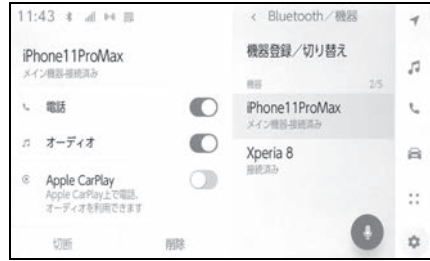 11:43
iPhone11ProMax
メイン機器-接続済み
電話
オーディオ
Apple CarPlay
Apple CarPlay上で電話、
オーディオを利用できます
切断
削除
< Bluetooth／機器
機器登録／切り替え
機器
2/5
iPhone11ProMax
メイン機器-接続済み
Xperia 8
接続済み